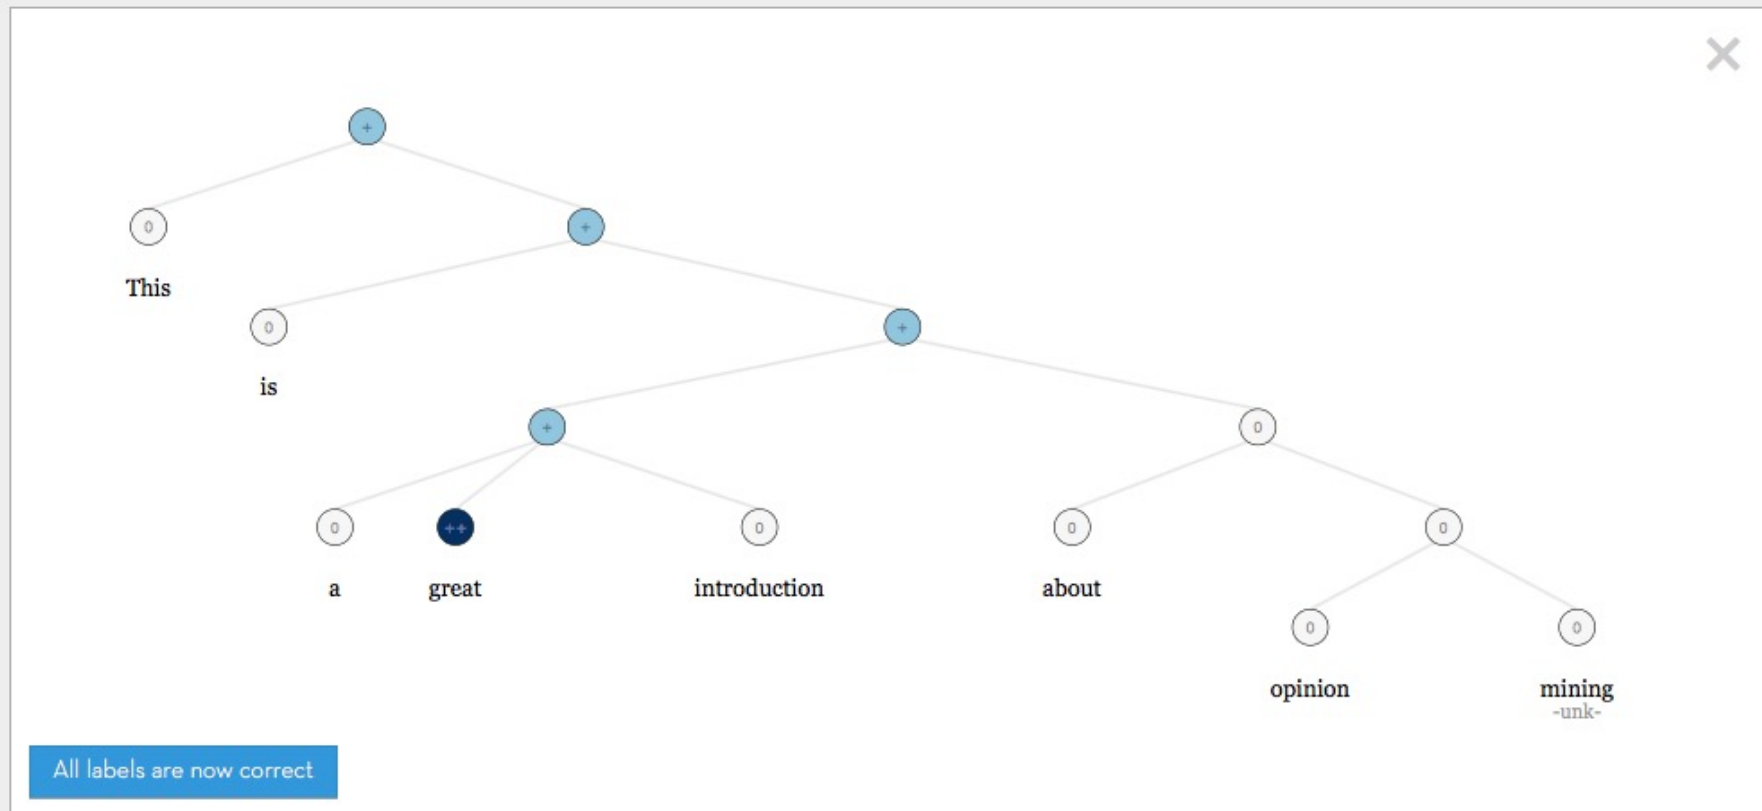 +
0
+
This
0
+
is
+
0
0
++
0
0
0
a
great
introduction
about
0
0
opinion
mining
-unk-
All labels are now correct